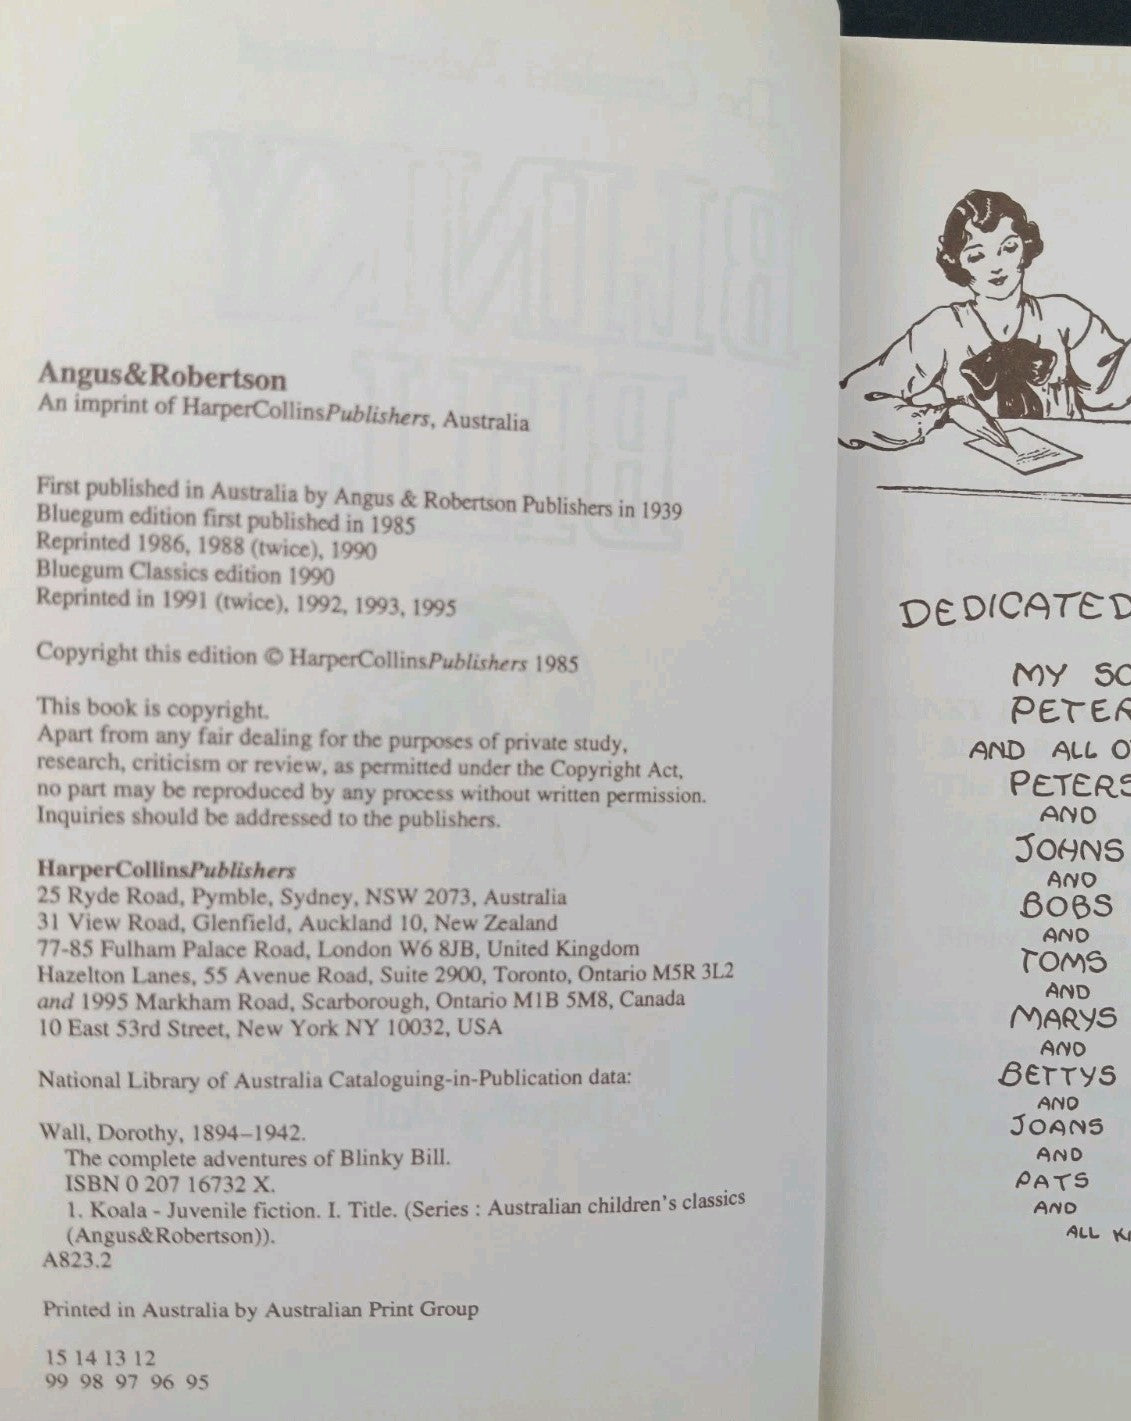 Angus&Robertson
An imprint of HarperCollinsPublishers, Australia
First published in Australia by Angus & Robertson Publishers in 1939
Bluegum edition first published in 1985
Reprinted 1986, 1988 (twice), 1990
Bluegum Classics edition 1990
Reprinted in 1991 (twice), 1992, 1993, 1995
Copyright this edition © HarperCollinsPublishers 1985
This book is copyright.
Apart from any fair dealing for the purposes of private study,
research, criticism or review, as permitted under the Copyright Act,
no part may be reproduced by any process without written permission.
Inquiries should be addressed to the publishers.
HarperCollinsPublishers
25 Ryde Road, Pymble, Sydney, NSW 2073, Australia
31 View Road, Glenfield, Auckland 10, New Zealand
77-85 Fulham Palace Road, London W6 8JB, United Kingdom
Hazelton Lanes, 55 Avenue Road, Suite 2900, Toronto, Ontario M5R 3L2
and 1995 Markham Road, Scarborough, Ontario M1B 5M8, Canada
10 East 53rd Street, New York NY 10032, USA
National Library of Australia Cataloguing-in-Publication data:
Wall, Dorothy, 1894–1942.
The complete adventures of Blinky Bill.
ISBN 0 207 16732 X.
1. Koala - Juvenile fiction. I. Title. (Series : Australian children's classics
(Angus&Robertson)).
A823.2
Printed in Australia by Australian Print Group
15 14 13 12
99 98 97 96 95
DEDICATED
MY
PETER
AND ALL
PETERS
AND
JOHNS
AND
BOBS
AND
TOMS
AND
MARYS
AND
BETTYS
AND
JOANS
AND
PATS
AND
ALL